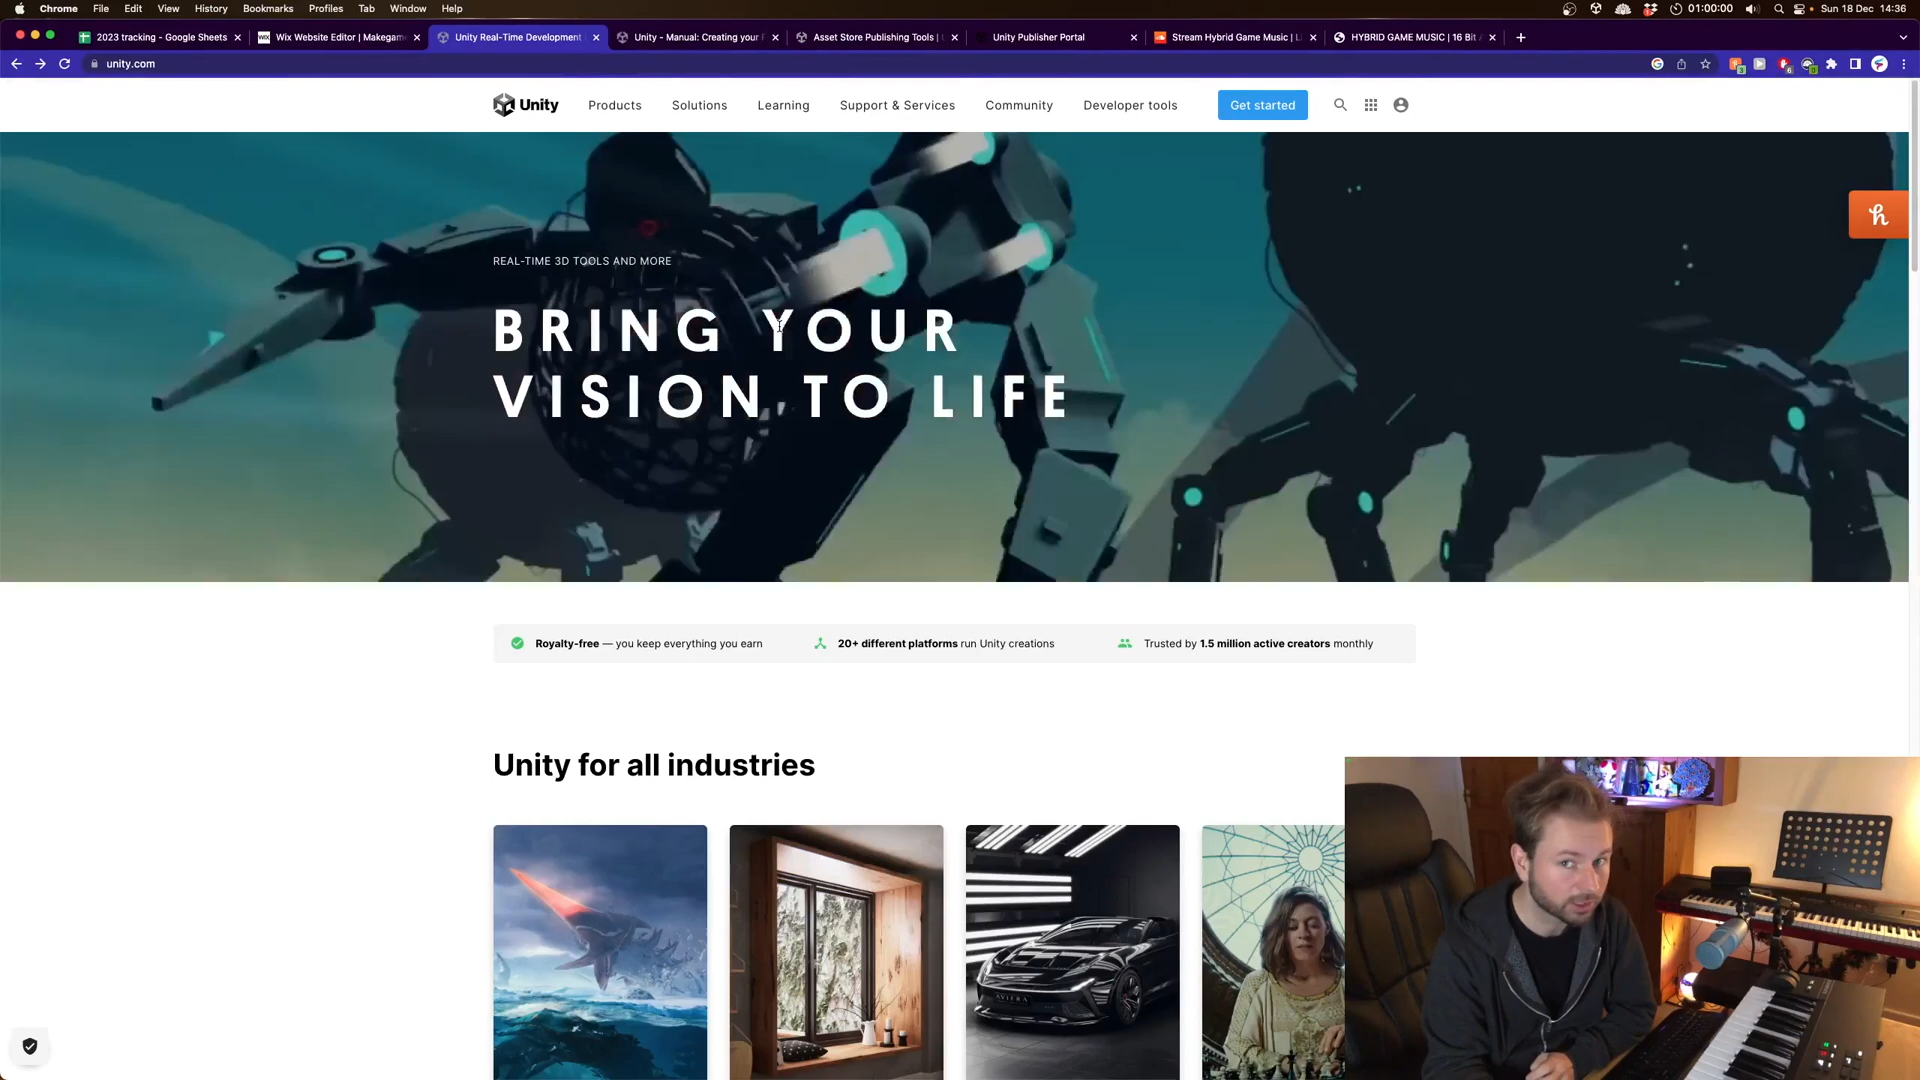 Chrome File Edit View History Bookmarks Profiles Tab Window Help 01:00:00 Sun 18 Dec 14:36
2023 tracking - Google Sheets Wix Website Editor | Makegam Unity Real-Time Development Unity - Manual: Creating your P Asset Store Publishing Tools | Unity Publisher Portal Stream Hybrid Game Music | L HYBRID GAME MUSIC | 16 Bit
unity.com
Unity Products Solutions Learning Support & Services Community Developer tools Get started
REAL-TIME 3D TOOLS AND MORE
BRING YOUR
VISION TO LIFE
Royalty-free — you keep everything you earn 20+ different platforms run Unity creations Trusted by 1.5 million active creators monthly
Unity for all industries
AVIERA